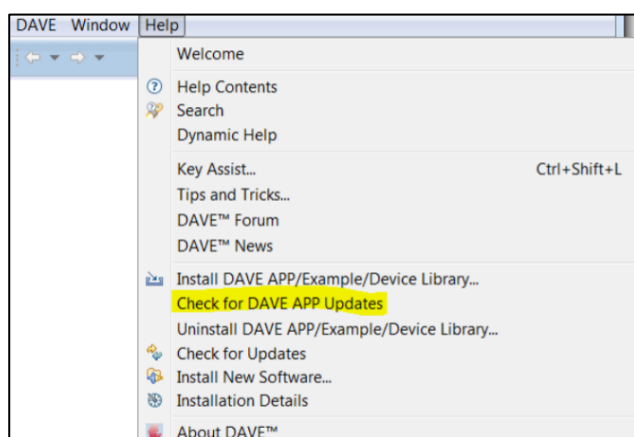 DAVE Window Help
Welcome
Help Contents
Search
Dynamic Help
Key Assist... Ctrl+Shift+L
Tips and Tricks...
DAVE™ Forum
DAVE™ News
Install DAVE APP/Example/Device Library...
Check for DAVE APP Updates
Uninstall DAVE APP/Example/Device Library...
Check for Updates
Install New Software...
Installation Details
About DAVE™